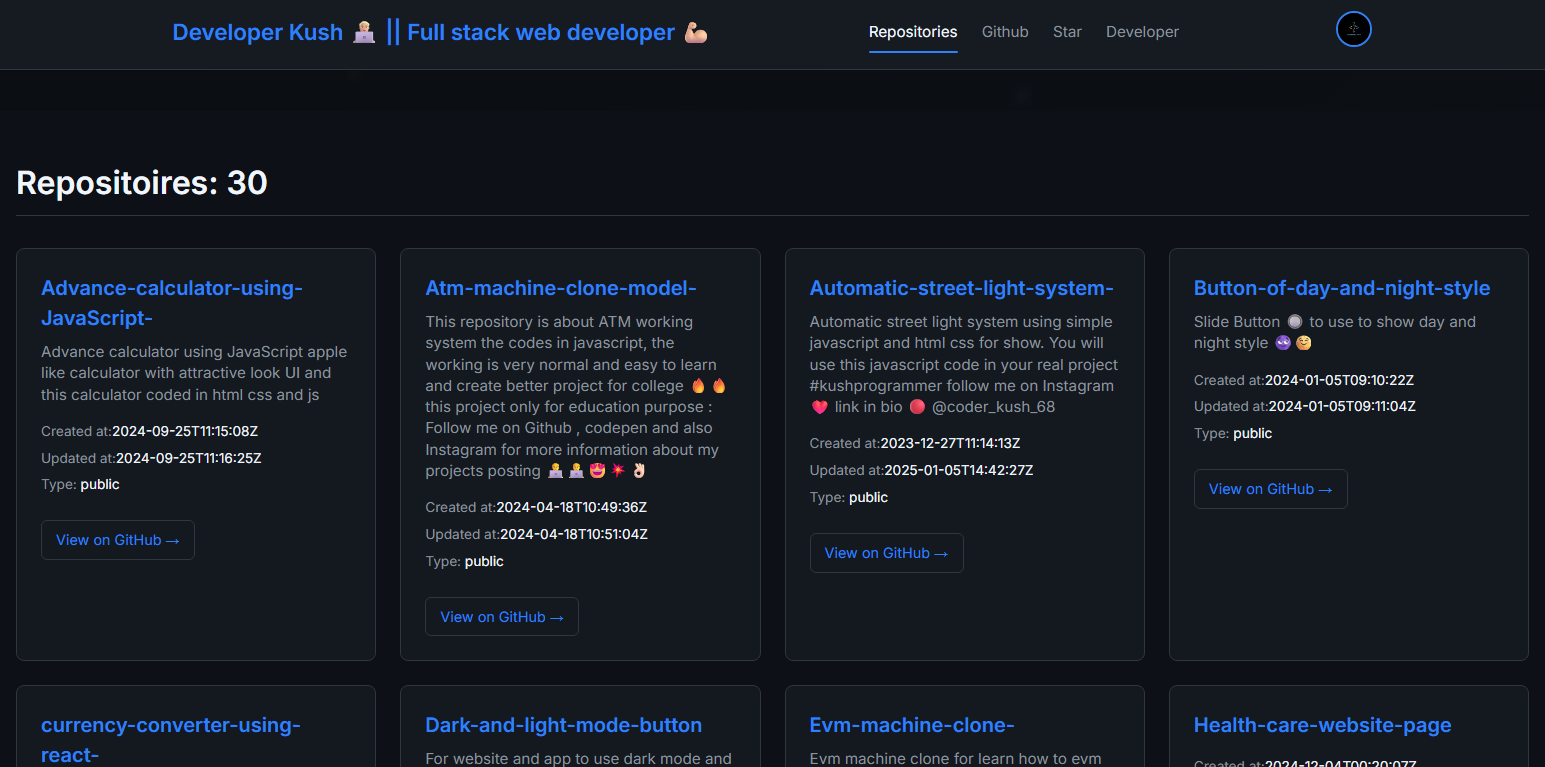 Developer Kush 👨🏼‍💻 || Full stack web developer 💪🏼
Repositories Github Star Developer
Repositoires: 30
Advance-calculator-using-
JavaScript-
Advance calculator using JavaScript apple
like calculator with attractive look UI and
this calculator coded in html css and js
Created at:2024-09-25T11:15:08Z
Updated at:2024-09-25T11:16:25Z
Type: public
View on GitHub →
Atm-machine-clone-model-
This repository is about ATM working
system the codes in javascript, the
working is very normal and easy to learn
and create better project for college 🔥 🔥
this project only for education purpose :
Follow me on Github , codepen and also
Instagram for more information about my
projects posting 👨‍💻 👨‍💻 😍 💥 👌🏻
Created at:2024-04-18T10:49:36Z
Updated at:2024-04-18T10:51:04Z
Type: public
View on GitHub →
Automatic-street-light-system-
Automatic street light system using simple
javascript and html css for show. You will
use this javascript code in your real project
#kushprogrammer follow me on Instagram
❤️ link in bio 🔴 @coder_kush_68
Created at:2023-12-27T11:14:13Z
Updated at:2025-01-05T14:42:27Z
Type: public
View on GitHub →
Button-of-day-and-night-style
Slide Button 🔘 to use to show day and
night style 🌚 🌝
Created at:2024-01-05T09:10:22Z
Updated at:2024-01-05T09:11:04Z
Type: public
View on GitHub →
currency-converter-using-
react-
Dark-and-light-mode-button
For website and app to use dark mode and
Evm-machine-clone-
Evm machine clone for learn how to evm
Health-care-website-page
Created at:2024-12-04T00:20:07Z